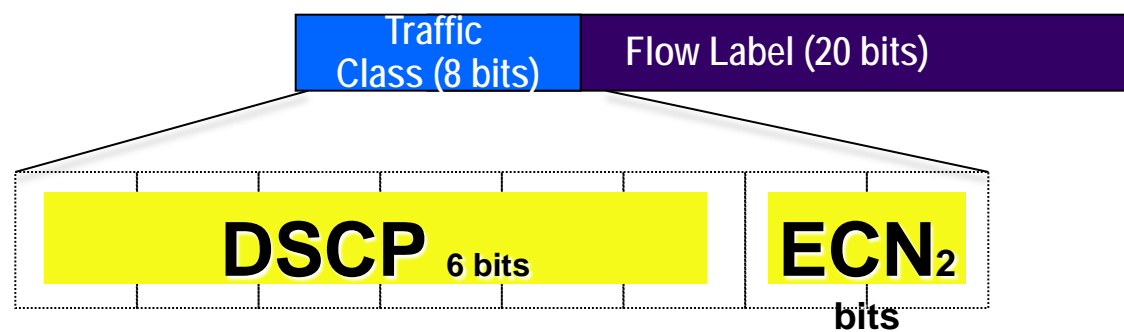 Traffic
Class (8 bits)
Flow Label (20 bits)
DSCP 6 bits
ECN2
bits